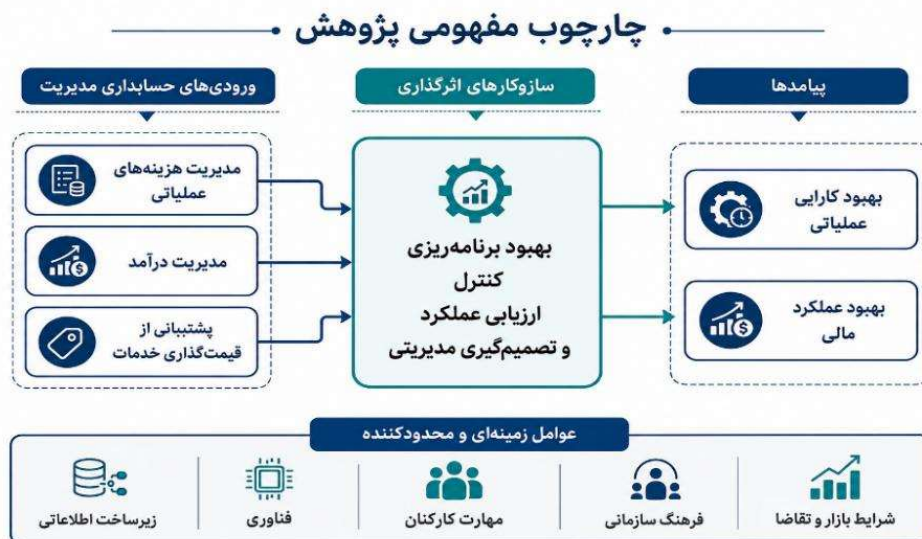 چارچوب مفهومی پژوهش
ورودی‌های حسابداری مدیریت
مدیریت هزینه‌های
عملیاتی
مدیریت درآمد
پشتیبانی از
قیمت‌گذاری خدمات
سازوکارهای اثرگذاری
بهبود برنامه‌ریزی
کنترل
ارزیابی عملکرد
و تصمیم‌گیری مدیریتی
پیامدها
بهبود کارایی
عملیاتی
بهبود عملکرد
مالی
عوامل زمینه‌ای و محدودکننده
زیرساخت اطلاعاتی
فناوری
مهارت کارکنان
فرهنگ سازمانی
شرایط بازار و تقاضا